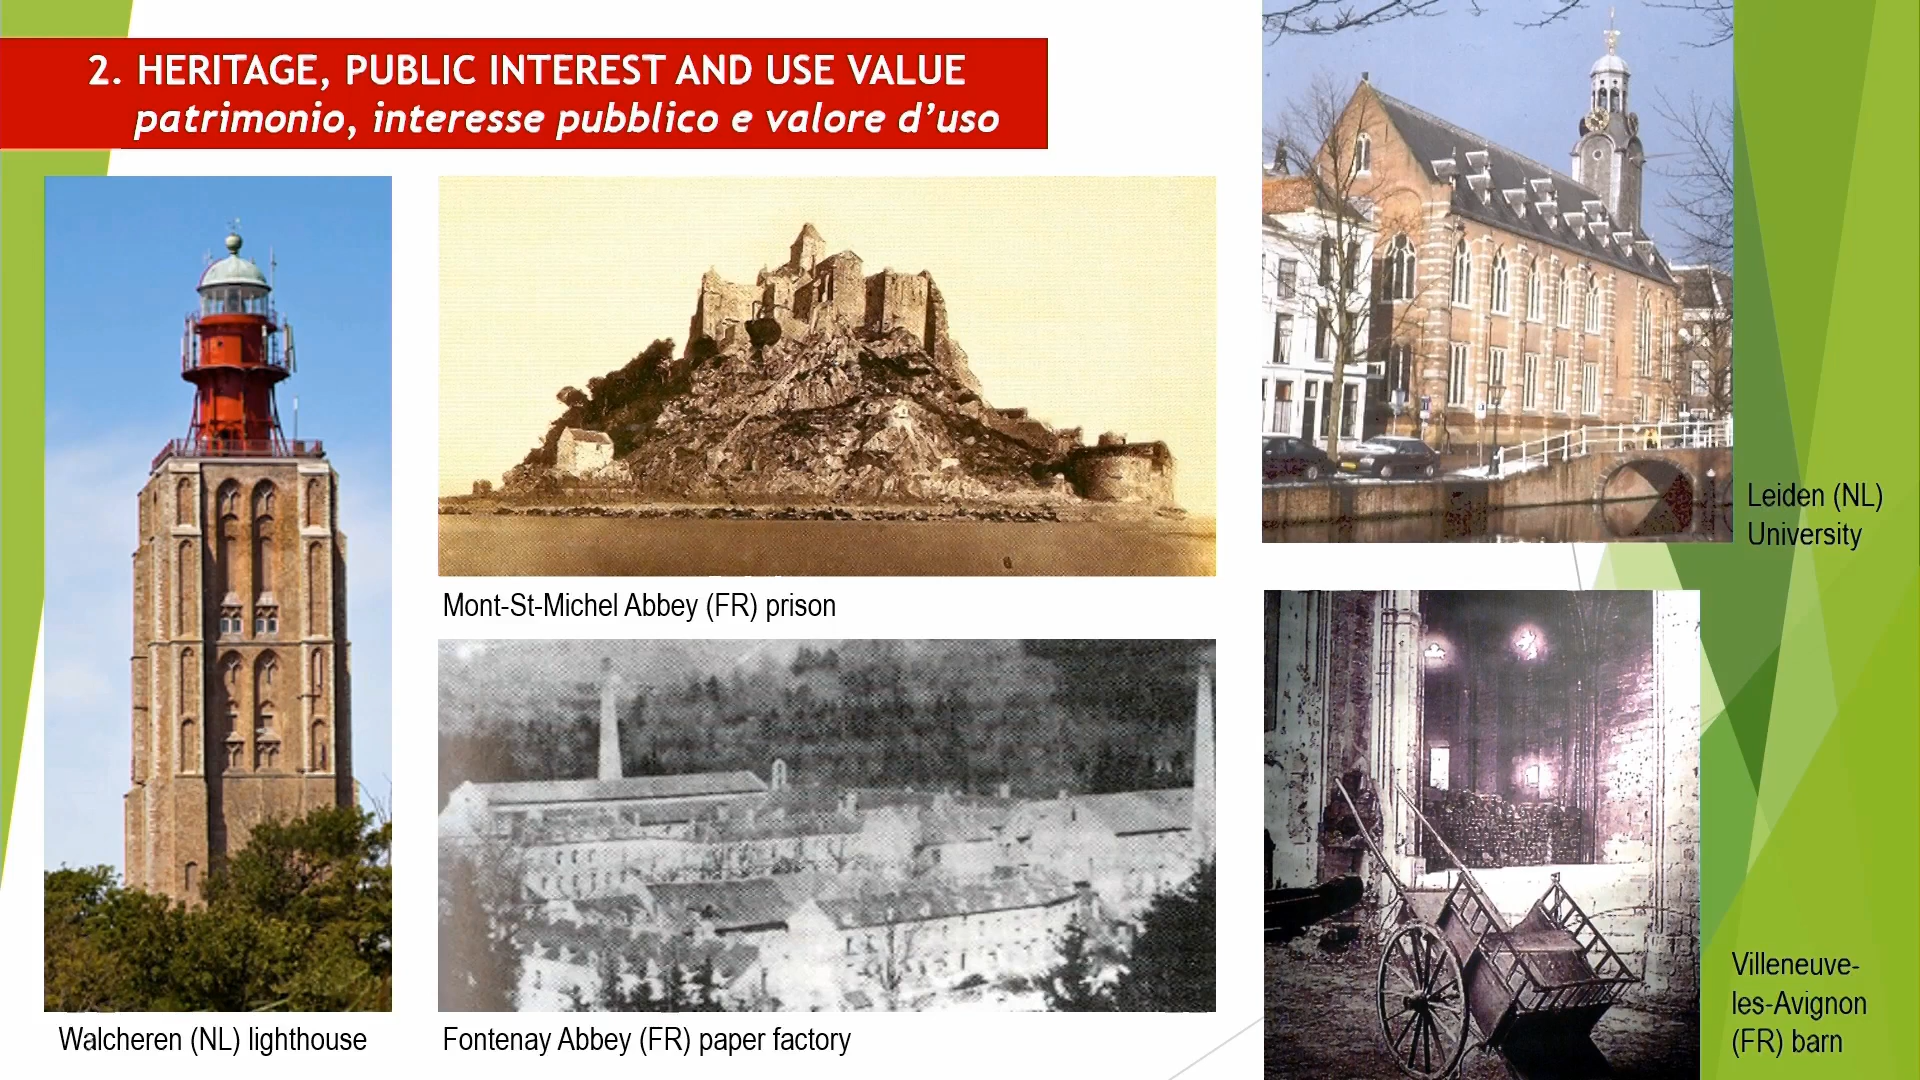 2. HERITAGE, PUBLIC INTEREST AND USE VALUE
patrimonio, interesse pubblico e valore d’uso
Leiden (NL)
University
Mont-St-Michel Abbey (FR) prison
Villeneuve-
les-Avignon
(FR) barn
Walcheren (NL) lighthouse
Fontenay Abbey (FR) paper factory